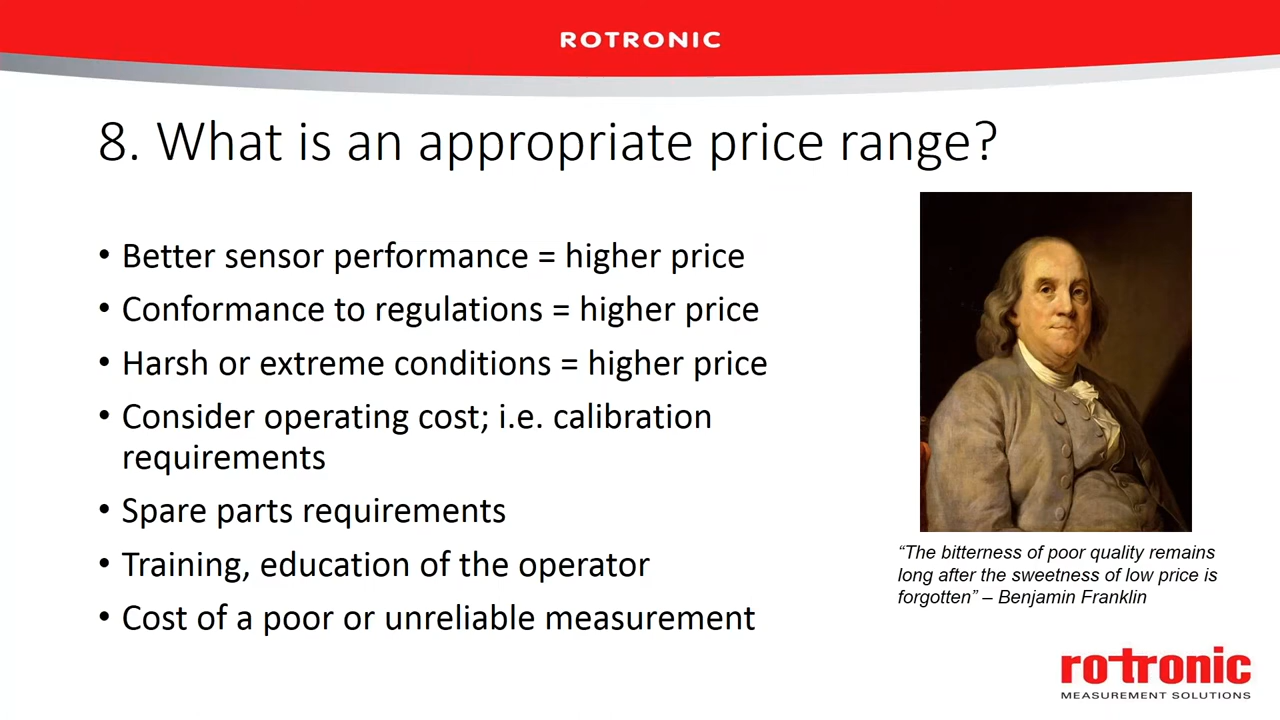 ROTRONIC
8. What is an appropriate price range?
• Better sensor performance = higher price
• Conformance to regulations = higher price
• Harsh or extreme conditions = higher price
• Consider operating cost; i.e. calibration
requirements
• Spare parts requirements
• Training, education of the operator
• Cost of a poor or unreliable measurement
“The bitterness of poor quality remains
long after the sweetness of low price is
forgotten” – Benjamin Franklin
rotronic
MEASUREMENT SOLUTIONS